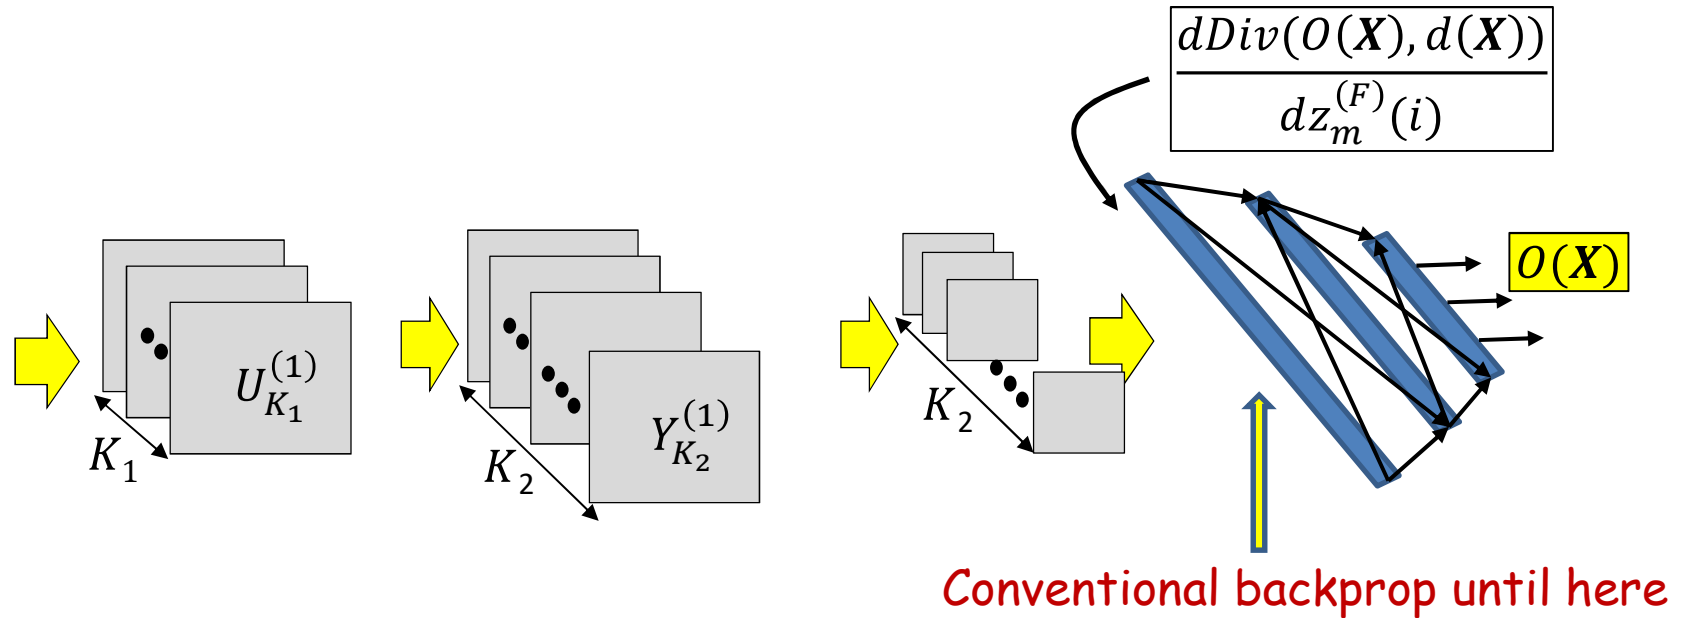 dDiv(O(X), d(X))
dz_m^(F)(i)
O(X)
U_{K_1}^(1)
K_1
Y_{K_2}^(1)
K_2
K_2
Conventional backprop until here